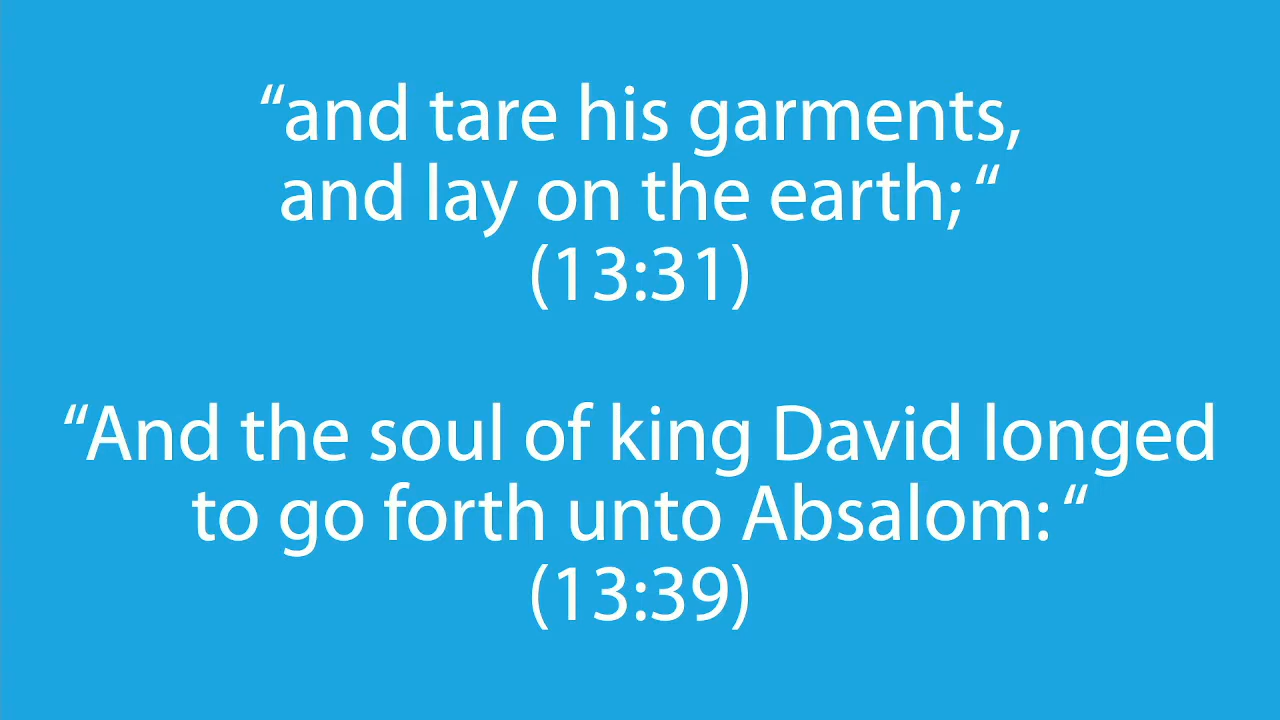 “and tare his garments,
and lay on the earth; “
(13:31)
“And the soul of king David longed
to go forth unto Absalom: “
(13:39)